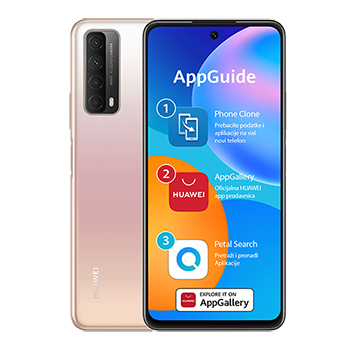 AppGuide
1
Phone Clone
Prebacite podatke i
aplikacije na vaš
novi telefon
2
HUAWEI
AppGallery
Oficijalna HUAWEI
app prodavnica
3
Petal Search
Pretraži i pronađi
Aplikacije
HUAWEI
EXPLORE IT ON
AppGallery
HUAWEI